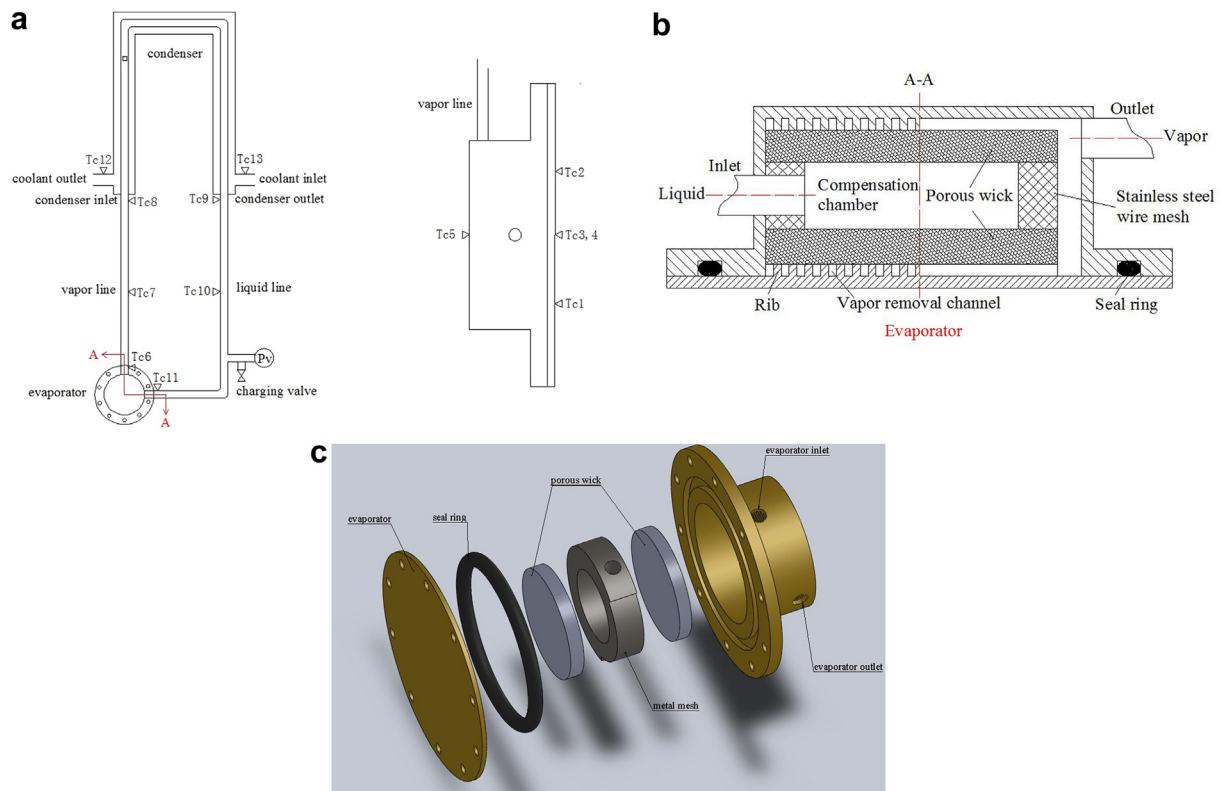 a
condenser
Tc12
Tc13
coolant outlet
coolant inlet
condenser inlet
Tc8
Tc9
condenser outlet
vapor line
Tc7
Tc10
liquid line
A
Tc6
Pv
Tc11
evaporator
charging valve
A
vapor line
Tc2
Tc5
Tc3, 4
Tc1
b
A-A
Outlet
Vapor
Inlet
Liquid
Compensation
chamber
Porous wick
Stainless steel
wire mesh
Rib
Vapor removal channel
Seal ring
Evaporator
c
evaporator inlet
porous wick
seal ring
evaporator
evaporator outlet
metal mesh